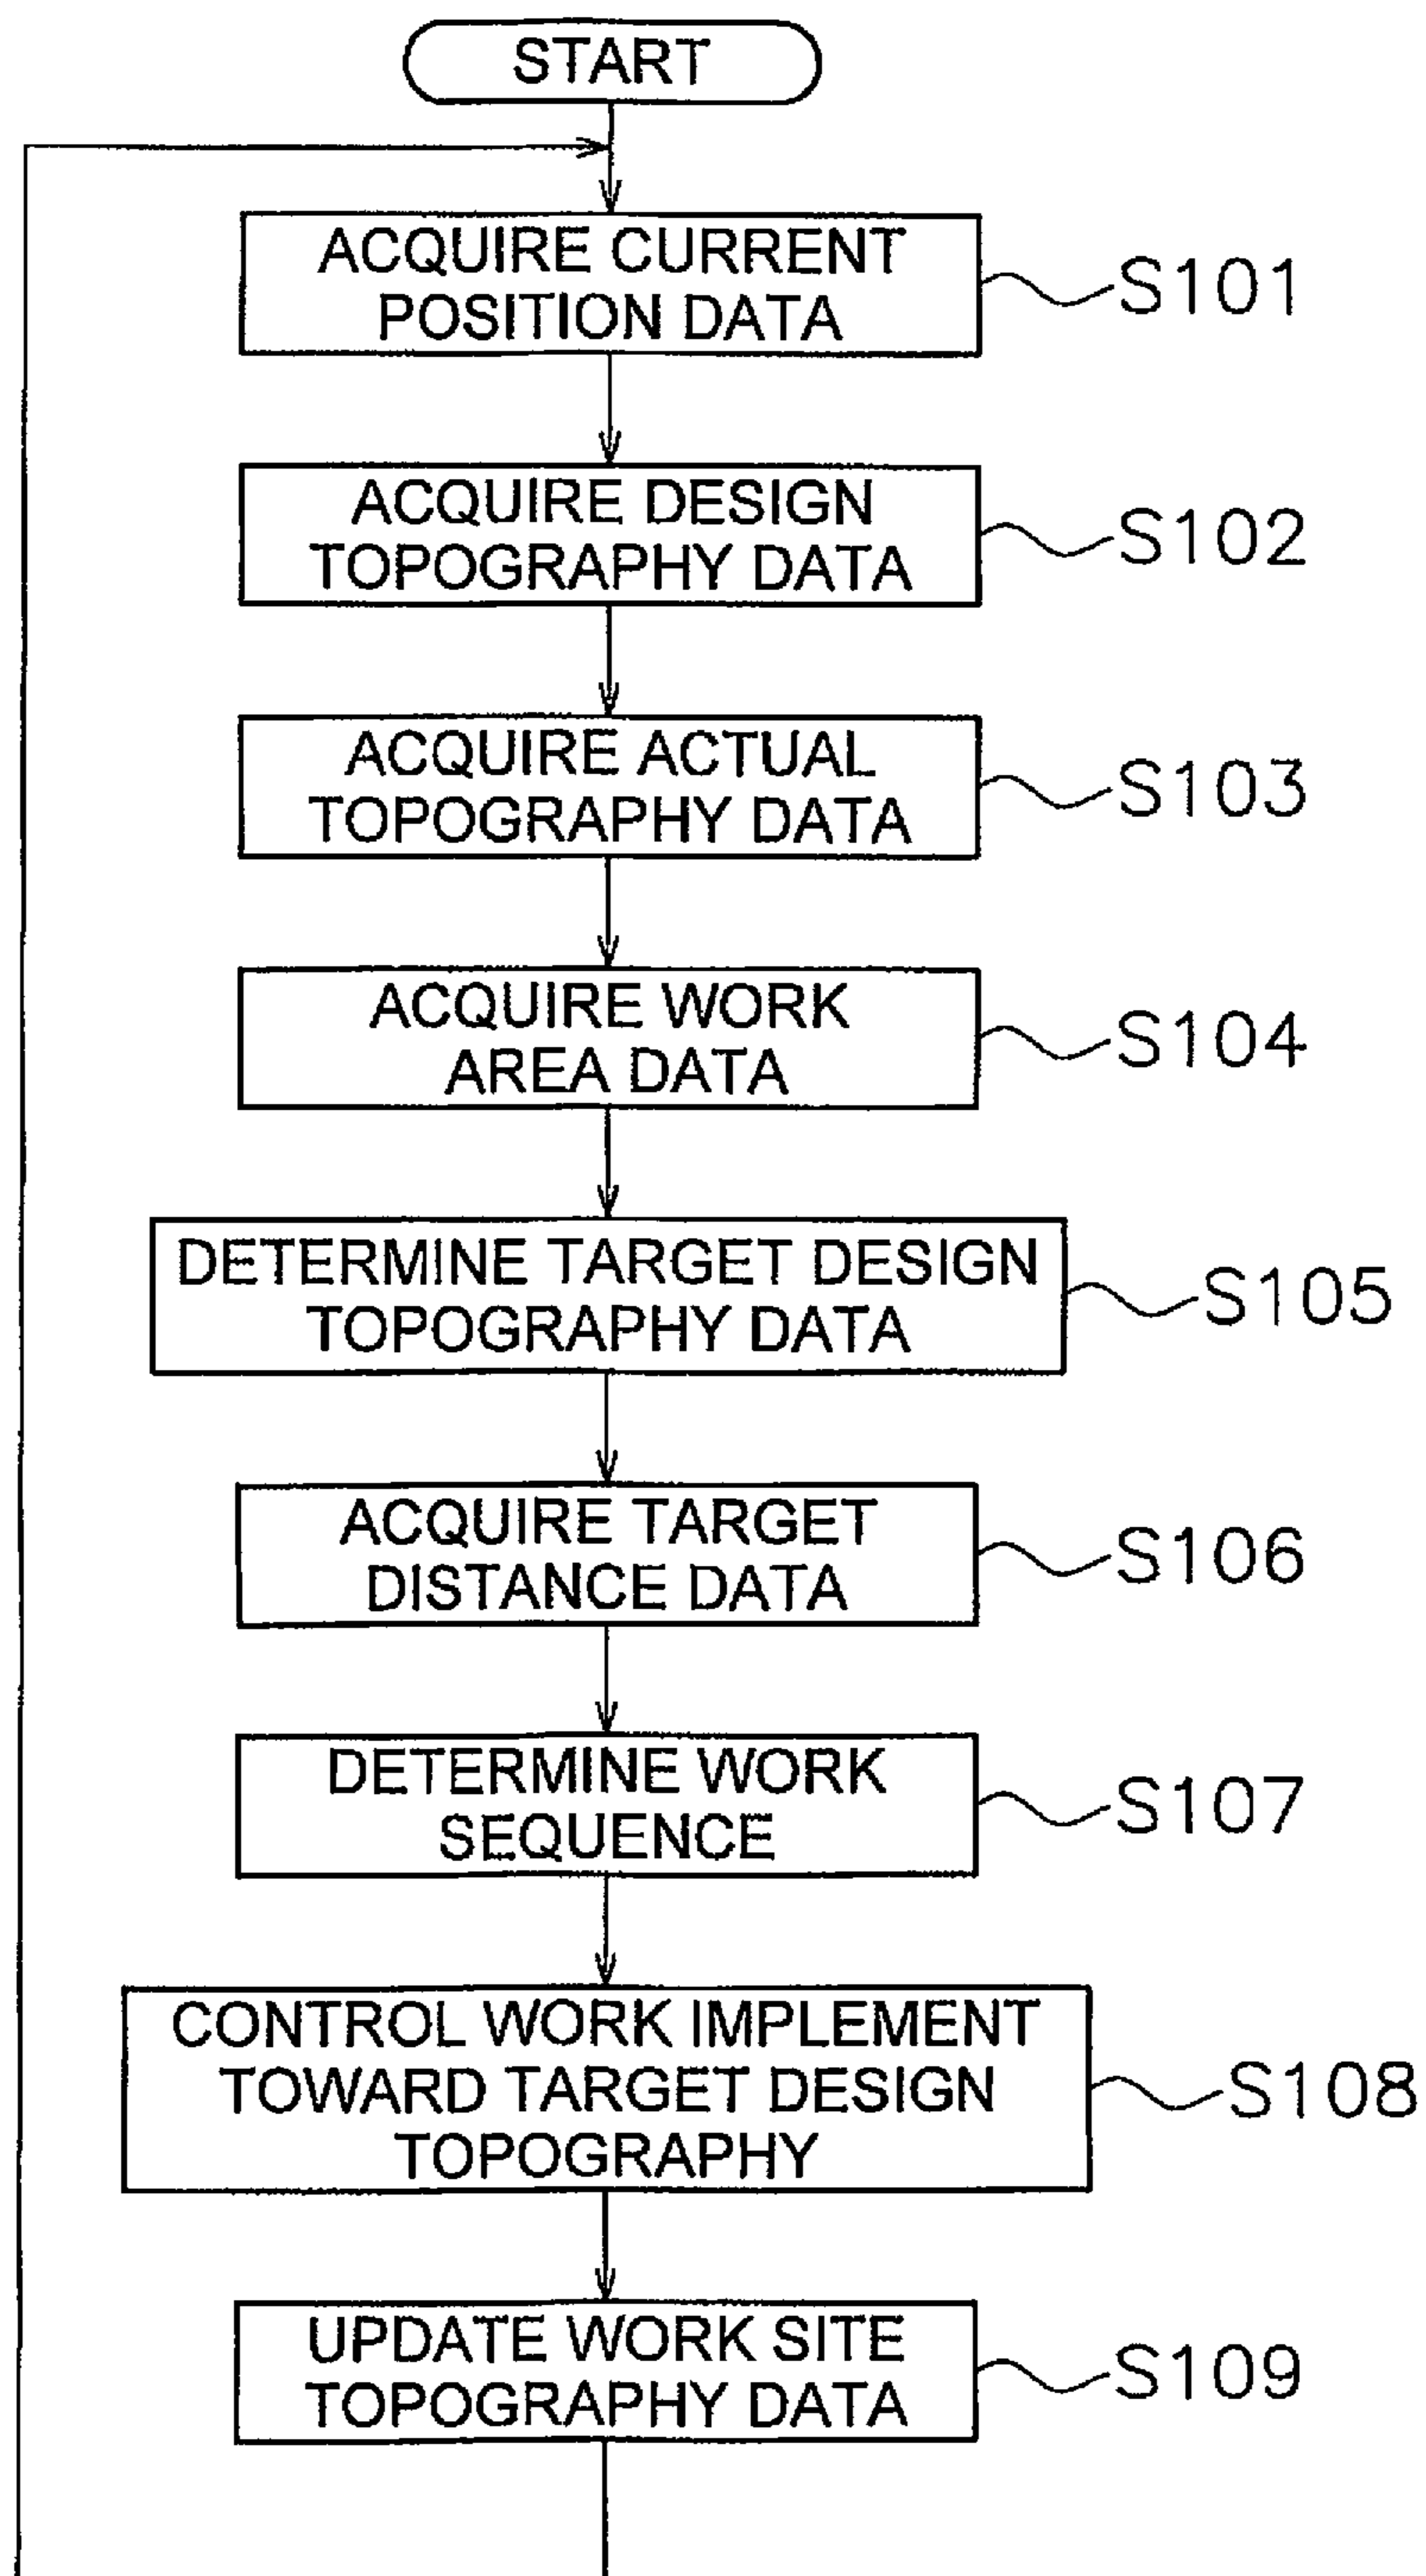 START
ACQUIRE CURRENT
POSITION DATA
S101
ACQUIRE DESIGN
TOPOGRAPHY DATA
S102
ACQUIRE ACTUAL
TOPOGRAPHY DATA
S103
ACQUIRE WORK
AREA DATA
S104
DETERMINE TARGET DESIGN
TOPOGRAPHY DATA
S105
ACQUIRE TARGET
DISTANCE DATA
S106
DETERMINE WORK
SEQUENCE
S107
CONTROL WORK IMPLEMENT
TOWARD TARGET DESIGN
TOPOGRAPHY
S108
UPDATE WORK SITE
TOPOGRAPHY DATA
S109